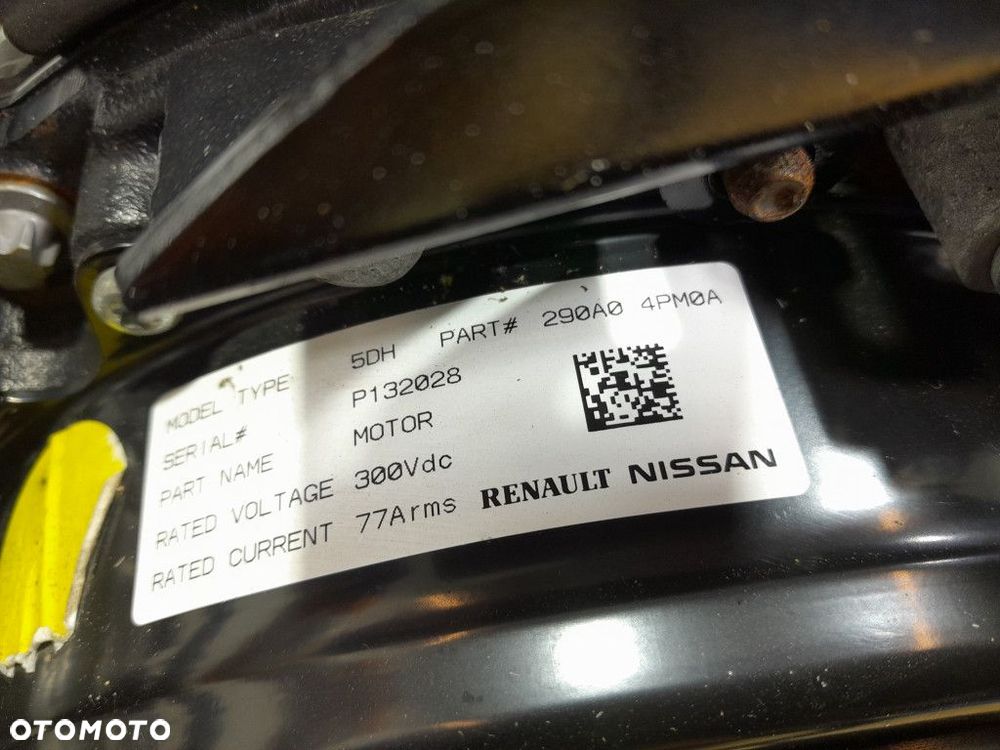 MODEL TYPE 5DH PART# 290A0 4PM0A
SERIAL# P132028
PART NAME MOTOR
RATED VOLTAGE 300Vdc
RATED CURRENT 77Arms RENAULT NISSAN
OTOMOTO